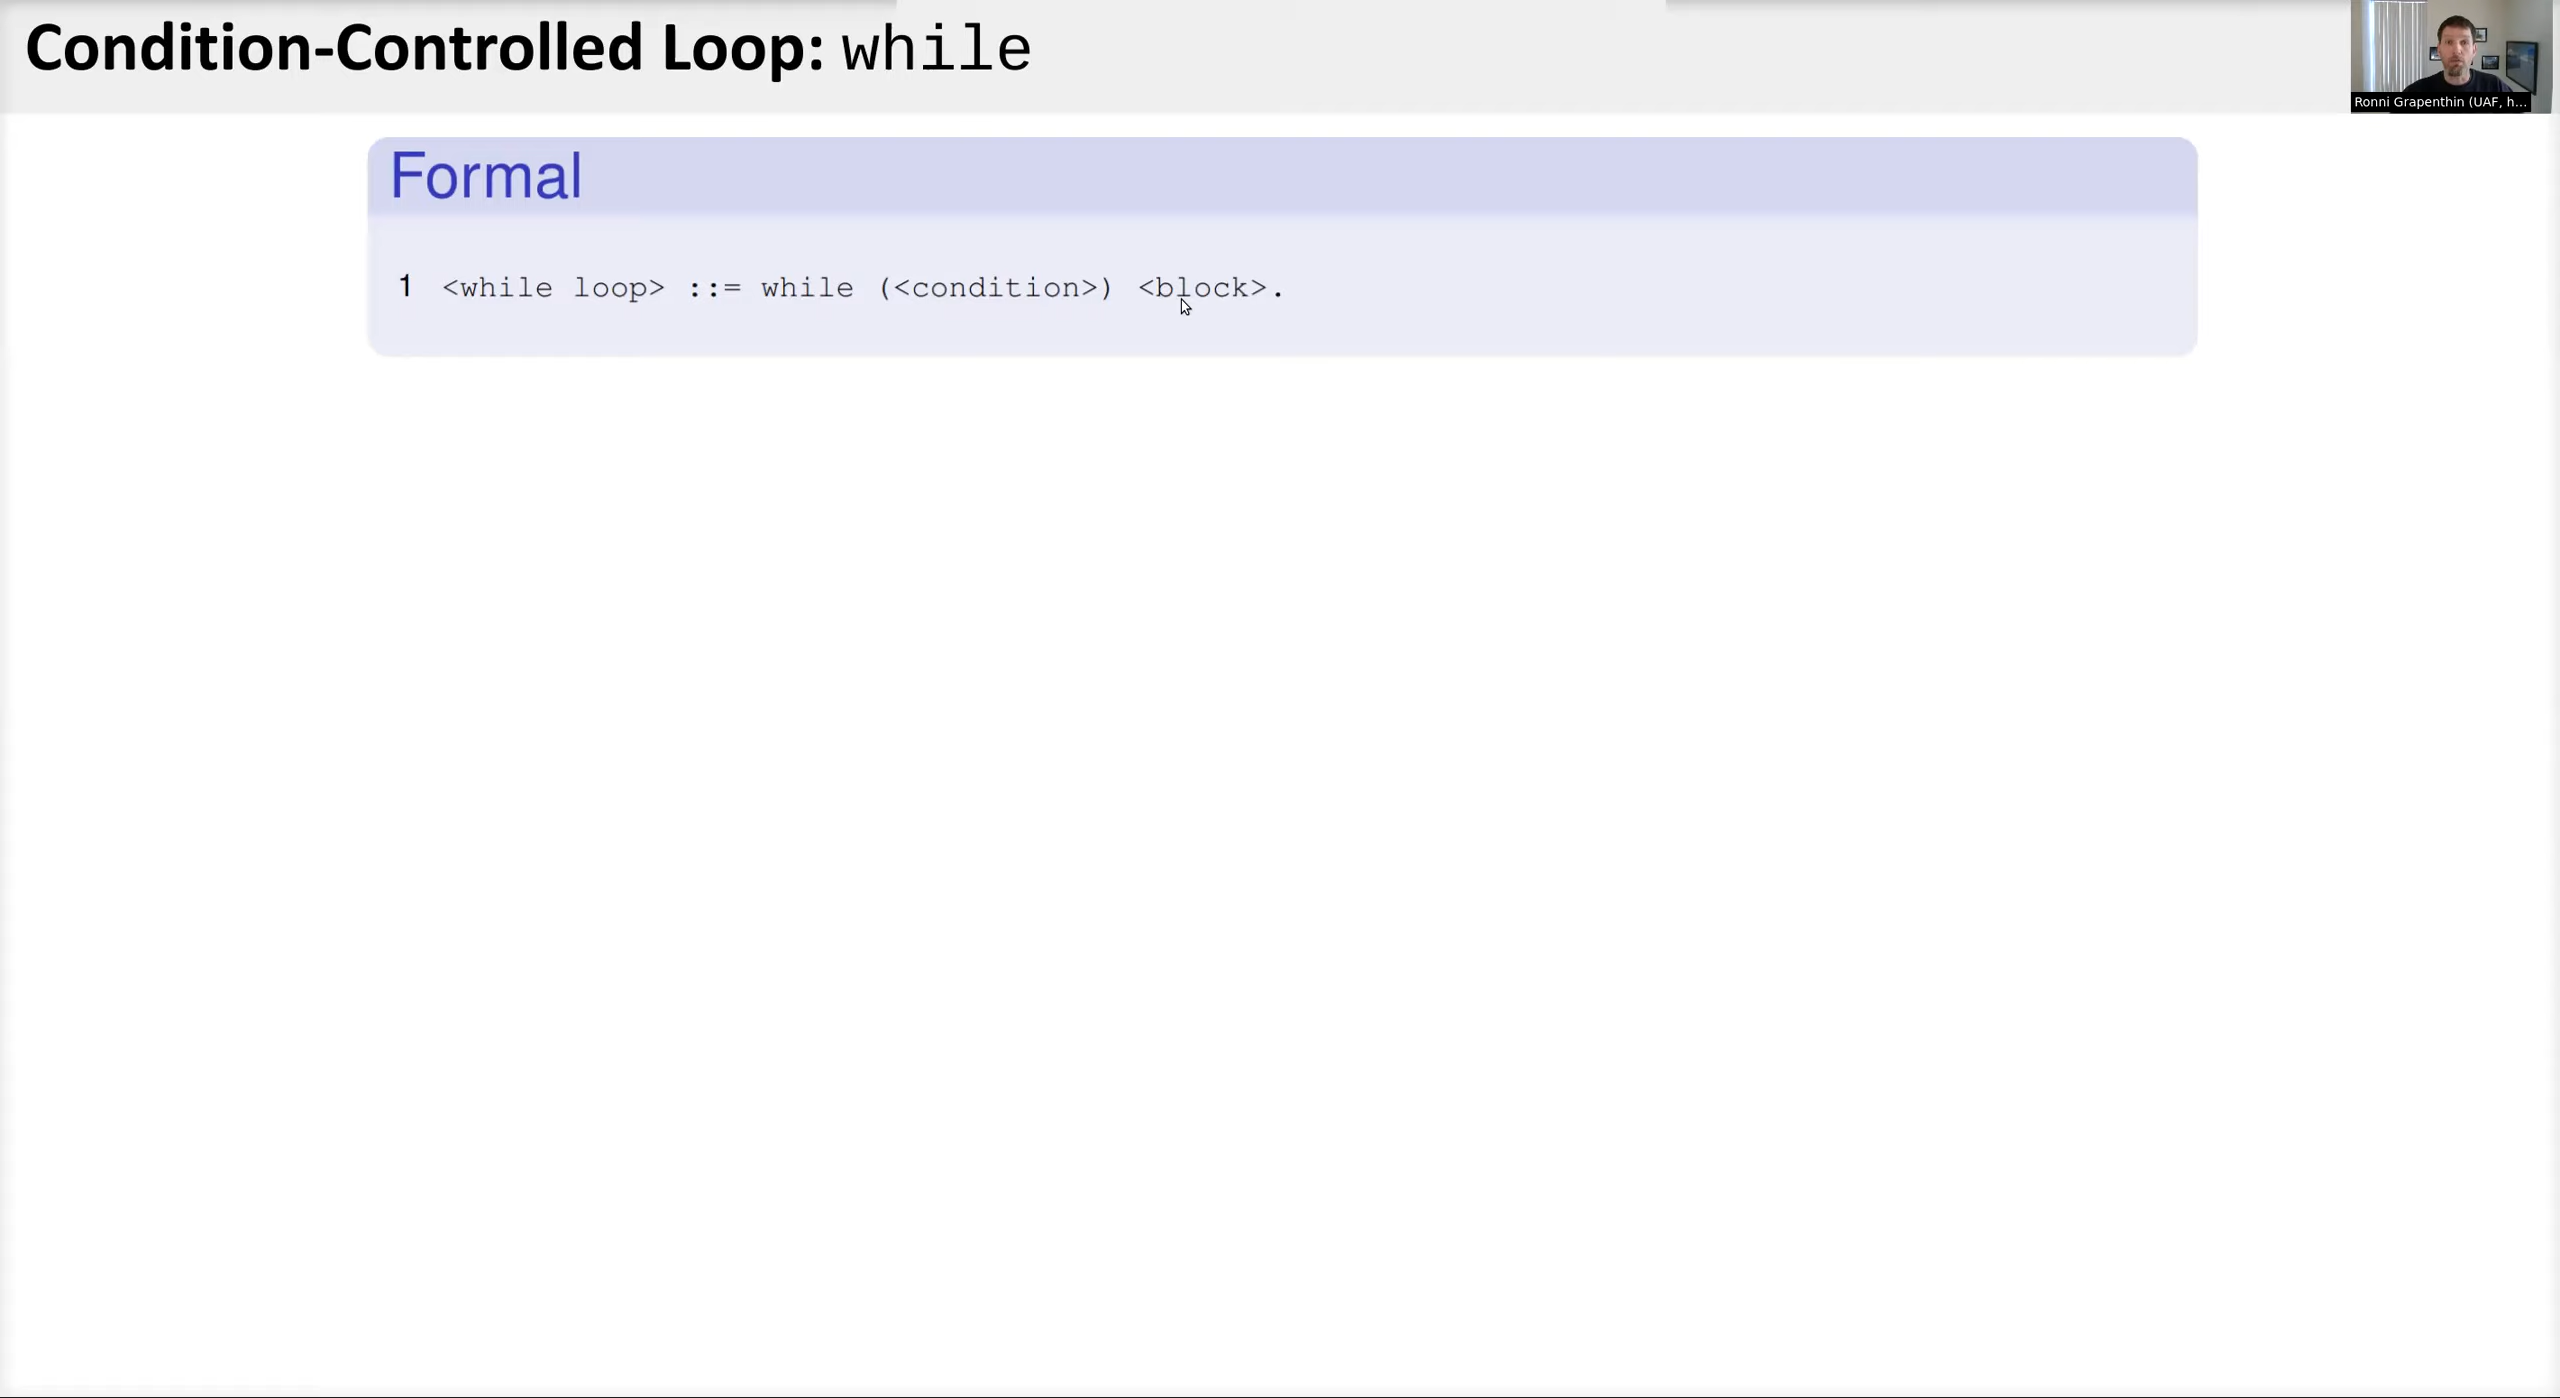 Condition-Controlled Loop: while
Ronni Grapenthin (UAF, h...
Formal
1 <while loop> ::= while (<condition>) <block>.